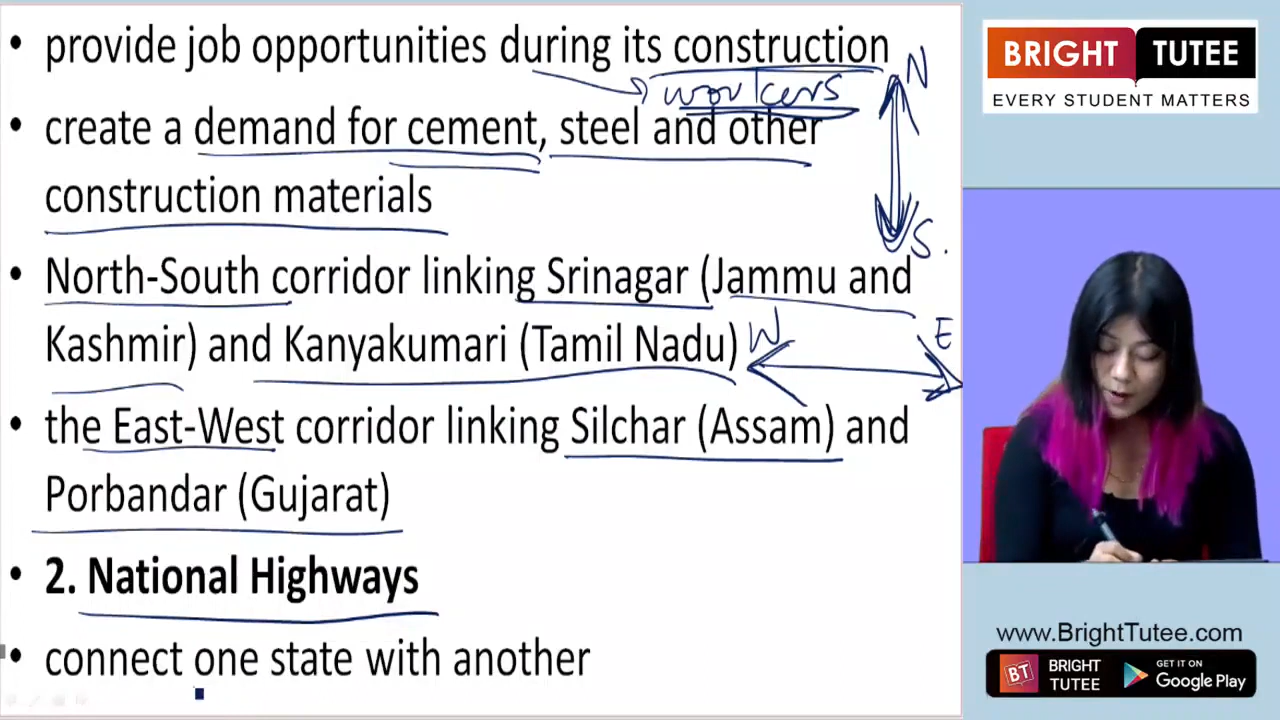 • provide job opportunities during its construction
workers
• create a demand for cement, steel and other
construction materials
N
S.
• North-South corridor linking Srinagar (Jammu and
Kashmir) and Kanyakumari (Tamil Nadu)
W
E
• the East-West corridor linking Silchar (Assam) and
Porbandar (Gujarat)
• 2. National Highways
• connect one state with another
BRIGHT TUTEE
EVERY STUDENT MATTERS
www.BrightTutee.com
BT BRIGHT TUTEE
GET IT ON
Google Play